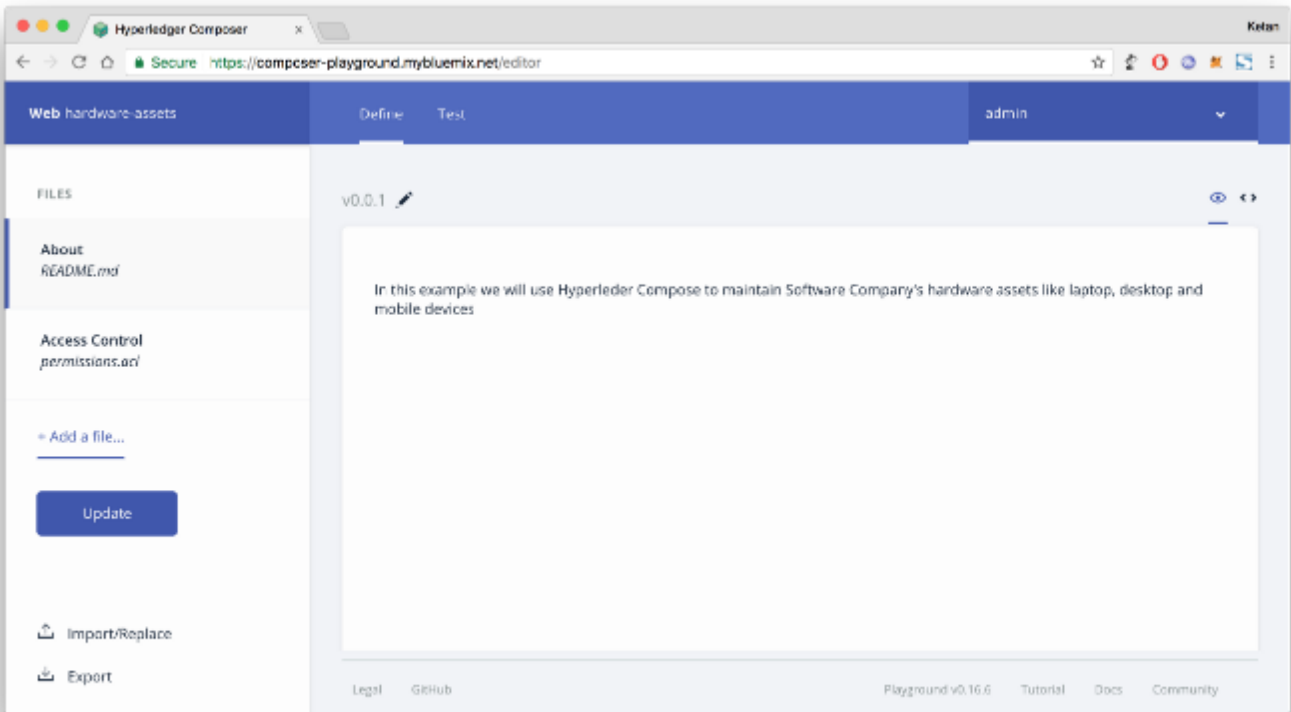 Hyperledger Composer
Ketan
Secure https://composer-playground.mybluemix.net/editor
Web hardware-assets
Define Test
admin
FILES
v0.0.1
About
README.md
In this example we will use Hyperleder Compose to maintain Software Company's hardware assets like laptop, desktop and
mobile devices
Access Control
permissions.acl
+ Add a file...
Update
Import/Replace
Export
Legal GitHub Playground v0.16.6 Tutorial Docs Community